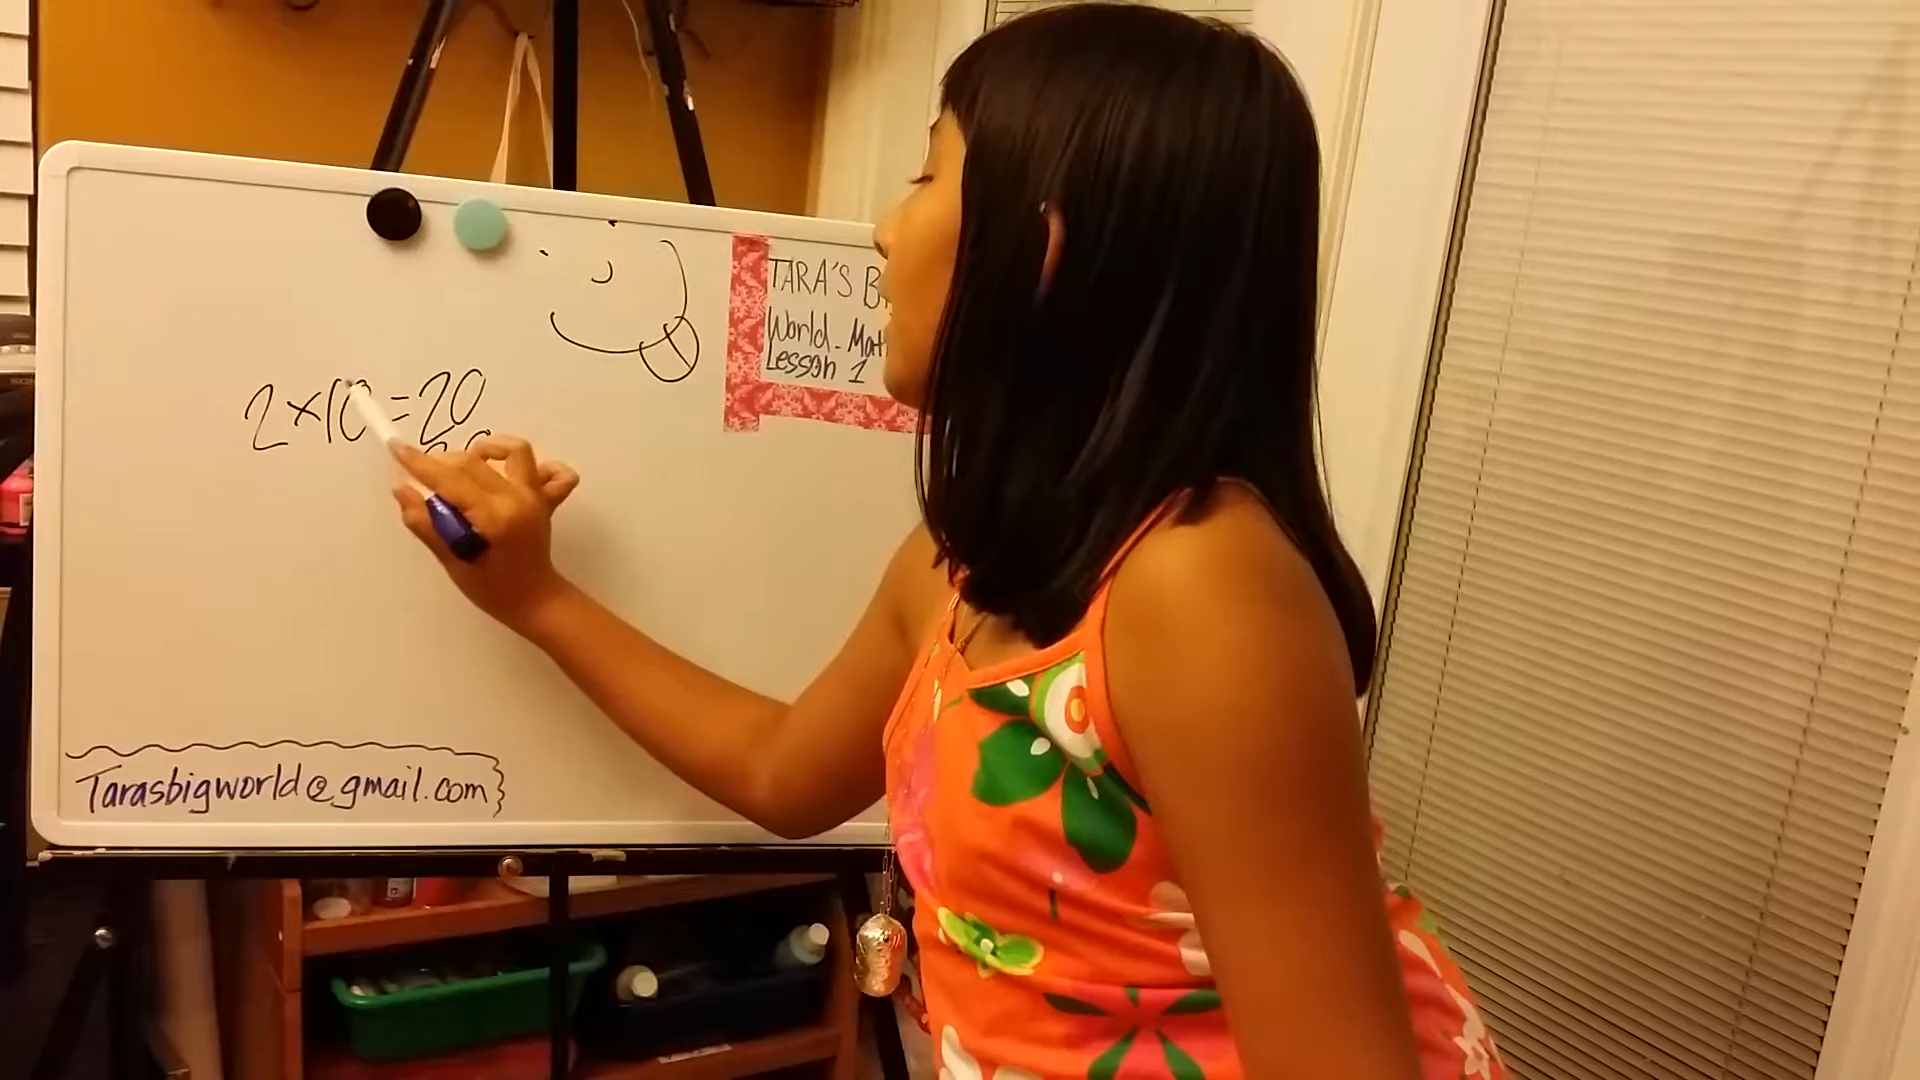 TARA'S
World - Mat
Lesson 1
2 × 10 = 20
Tarasbigworld@gmail.com